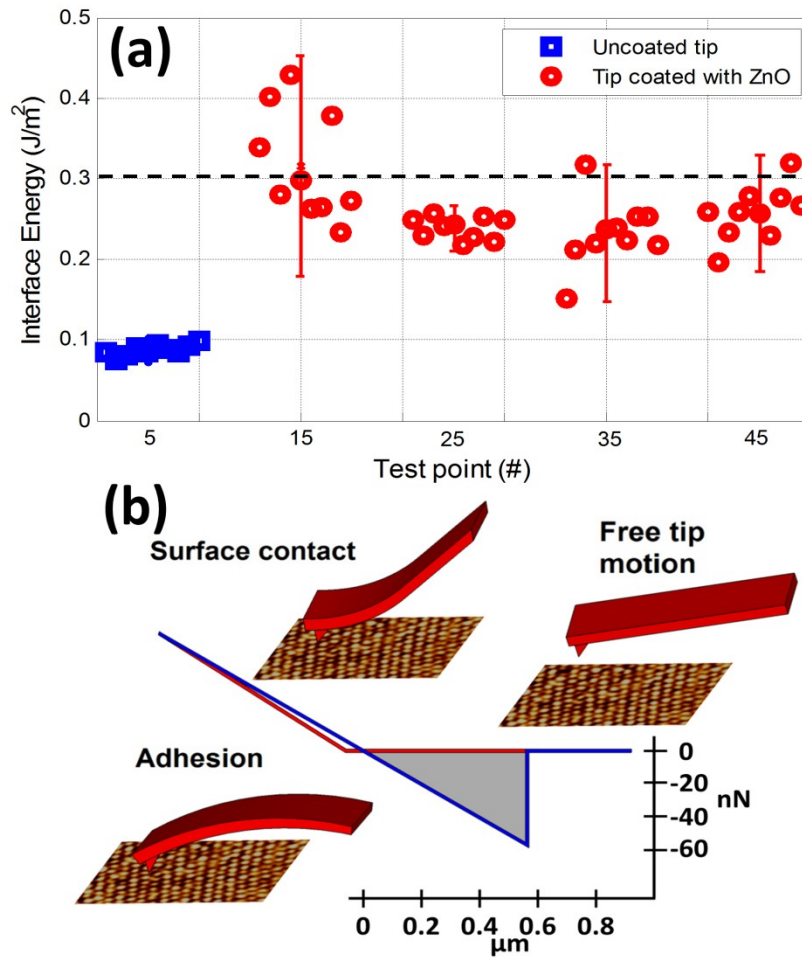 (a)
Uncoated tip
Tip coated with ZnO
Interface Energy (J/m²)
0.5
0.4
0.3
0.2
0.1
0
5 15 25 35 45
Test point (#)
(b)
Surface contact
Free tip
motion
Adhesion
0
-20
-40
-60
nN
0 0.2 0.4 0.6 0.8
μm